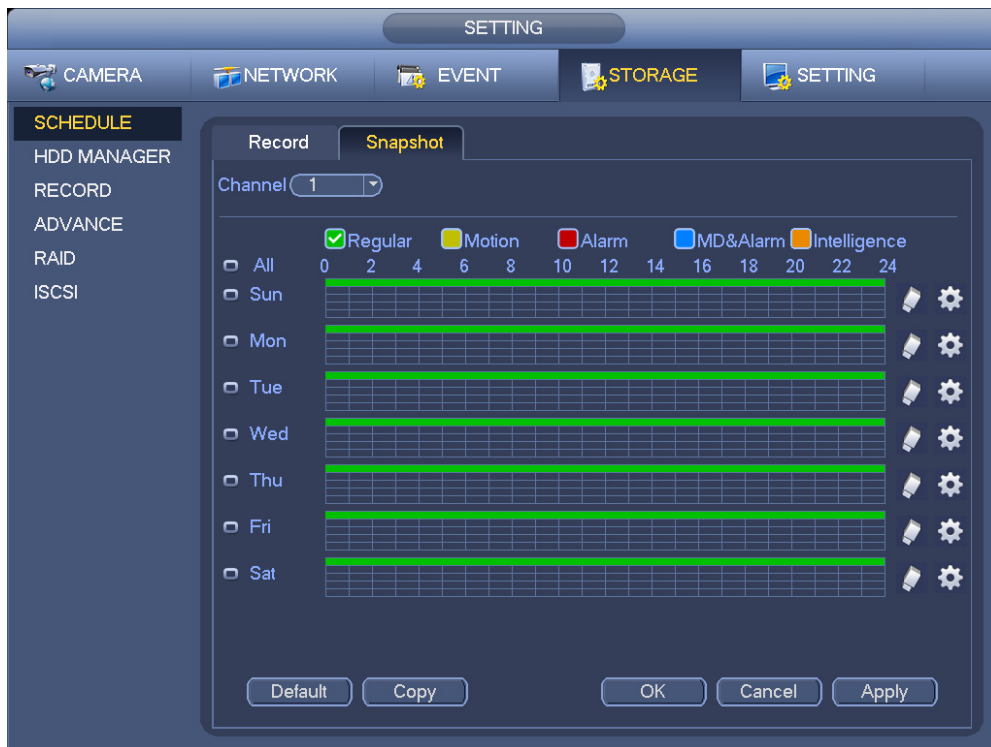 SETTING
CAMERA NETWORK EVENT STORAGE SETTING
SCHEDULE
HDD MANAGER
RECORD
ADVANCE
RAID
ISCSI
Record Snapshot
Channel 1
Regular Motion Alarm MD&Alarm Intelligence
All 0 2 4 6 8 10 12 14 16 18 20 22 24
Sun
Mon
Tue
Wed
Thu
Fri
Sat
Default Copy OK Cancel Apply